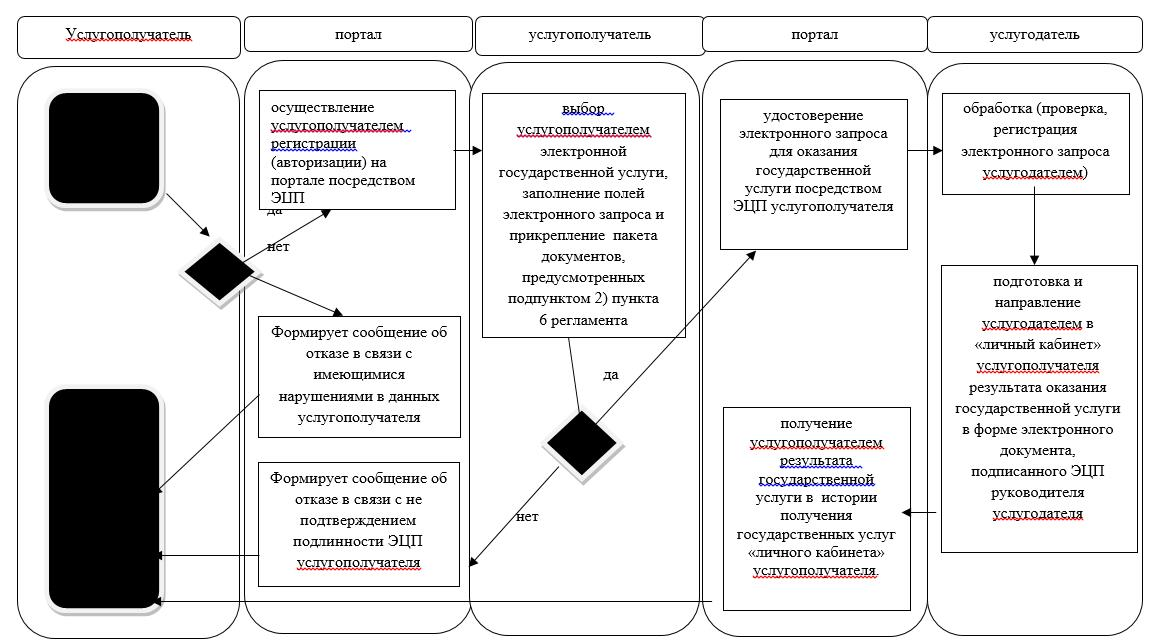 Услугополучатель
портал
услугополучатель
портал
услугодатель
осуществление
услугополучателем
регистрации
(авторизации) на
портале посредством
ЭЦП
да
нет
Формирует сообщение об
отказе в связи с
имеющимися
нарушениями в данных
услугополучателя
Формирует сообщение об
отказе в связи с не
подтверждением
подлинности ЭЦП
услугополучателя
выбор
услугополучателем
электронной
государственной услуги,
заполнение полей
электронного запроса и
прикрепление пакета
документов,
предусмотренных
подпунктом 2) пункта
6 регламента
да
нет
удостоверение
электронного запроса
для оказания
государственной
услуги посредством
ЭЦП услугополучателя
получение
услугополучателем
результата
государственной
услуги в истории
получения
государственных услуг
«личного кабинета»
услугополучателя.
обработка (проверка,
регистрация
электронного запроса
услугодателем)
подготовка и
направление
услугодателем в
«личный кабинет»
услугополучателя
результата оказания
государственной услуги
в форме электронного
документа,
подписанного ЭЦП
руководителя
услугодателя